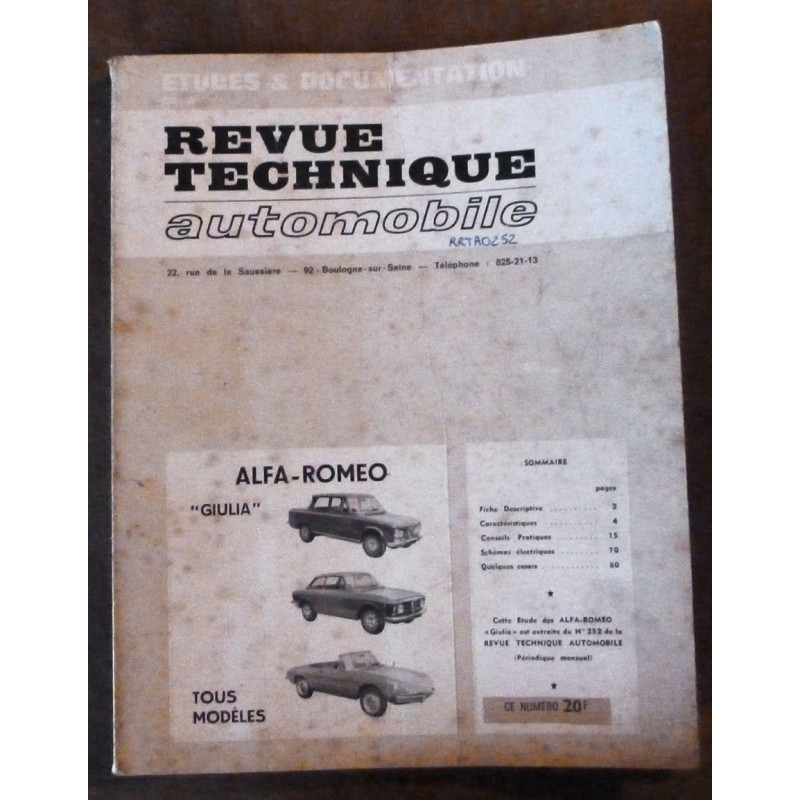 ETUDES & DOCUMENTATION
REVUE
TECHNIQUE
automobile
RRTA0252
22, rue de la Saussière — 92 - Boulogne-sur-Seine — Téléphone : 825-21-13
ALFA-ROMEO
"GIULIA"
TOUS
MODÈLES
SOMMAIRE
pages
Fiche Descriptive .......... 2
Caractéristiques .......... 4
Conseils Pratiques .......... 15
Schémas électriques .......... 70
Quelques essais .......... 80
★
Cette Etude des ALFA-ROMEO
«Giulia» est extraite du N° 252 de la
REVUE TECHNIQUE AUTOMOBILE
(Périodique mensuel)
★
CE NUMERO 20F